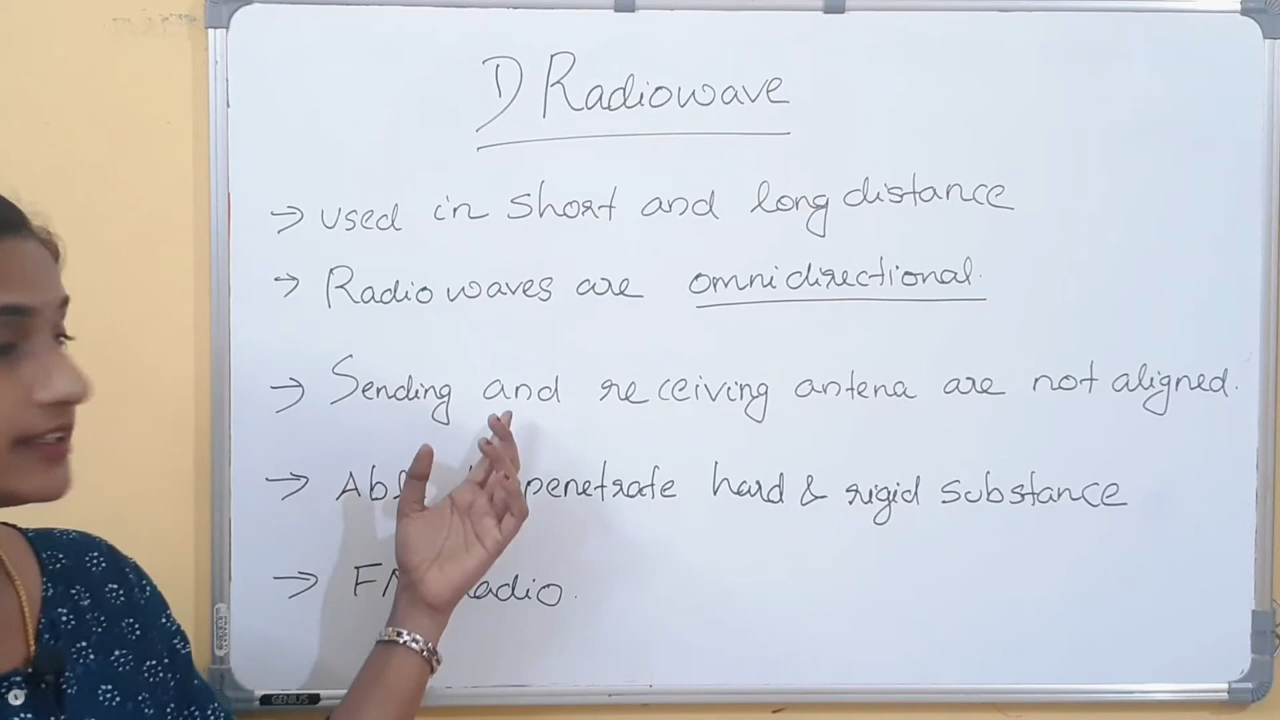 1) Radiowave
→ used in short and long distance
→ Radio waves are omnidirectional.
→ Sending and receiving antena are not aligned.
→ penetrate hard & rigid substance
→
GENIUS